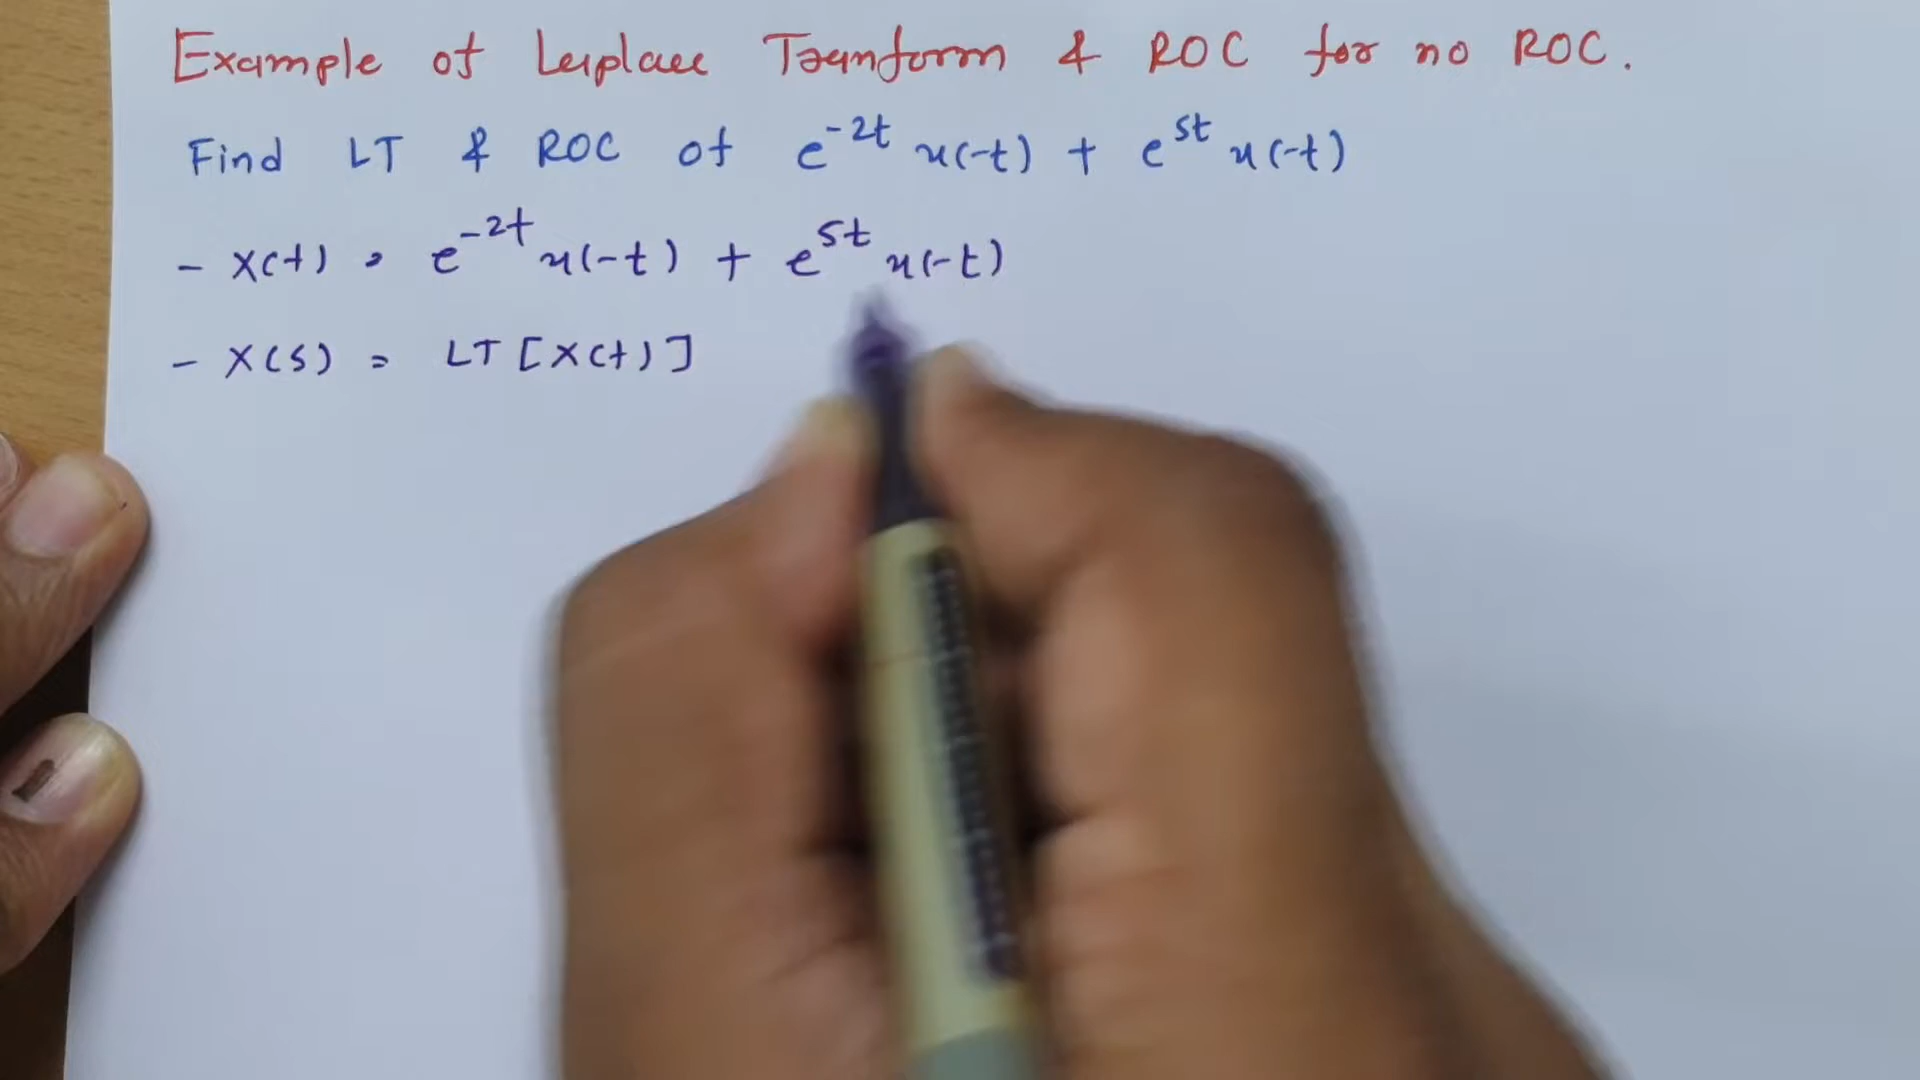 Example of Laplace Transform & ROC for no ROC.
Find LT & ROC of e^-2t u(-t) + e^5t u(-t)
- x(t) = e^-2t u(-t) + e^5t u(-t)
- X(s) = LT [x(t)]